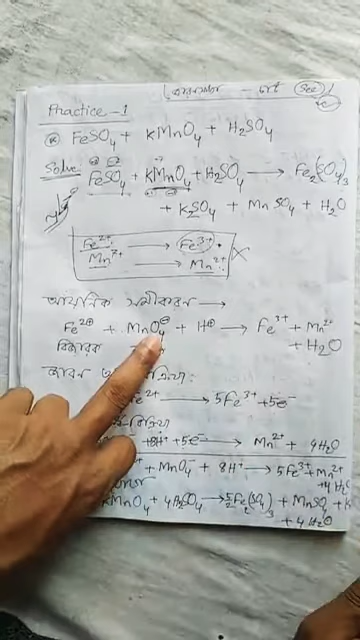 Practice-1
FeSO₄ + KMnO₄ + H₂SO₄
Solve FeSO₄ + KMnO₄ + H₂SO₄ ⟶ Fe₂(SO₄)₃
+ K₂SO₄ + MnSO₄ + H₂O
Fe²⁺ ⟶ Fe³⁺
Mn⁷⁺ ⟶ Mn²⁺
আয়নিক সমীকরণ ⟶
Fe²⁺ + MnO₄⁻ + H⁺ ⟶ Fe³⁺ + Mn²⁺
বিজারক + H₂O
জারণ
Fe²⁺ ⟶ 5Fe³⁺ + 5e⁻
8H⁺ + 5e⁻ ⟶ Mn²⁺ + 4H₂O
+ MnO₄⁻ + 8H⁺ ⟶ 5Fe³⁺ + Mn²⁺
+ 4H₂O
KMnO₄ + 4H₂SO₄ ⟶ 5/2 Fe₂(SO₄)₃ + MnSO₄ + K
+ 4H₂O